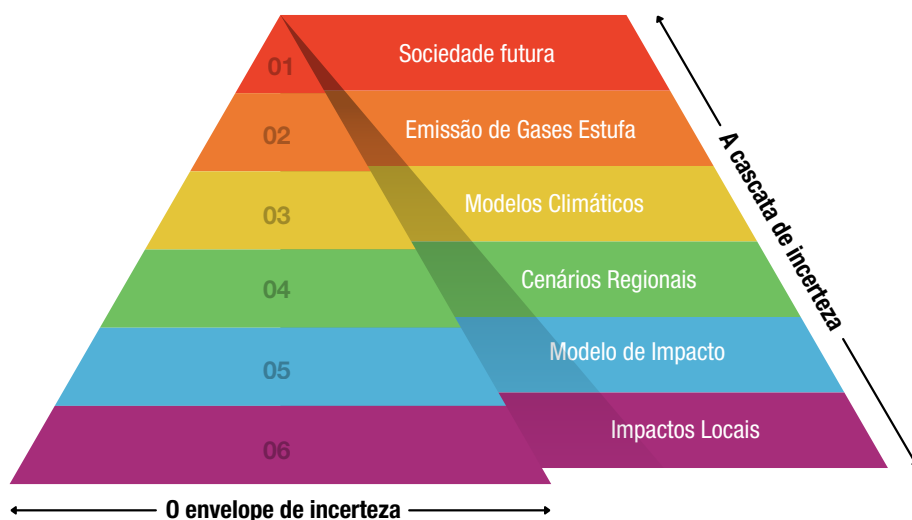 01
Sociedade futura
02
Emissão de Gases Estufa
03
Modelos Climáticos
04
Cenários Regionais
05
Modelo de Impacto
06
Impactos Locais
A cascata de incerteza
O envelope de incerteza